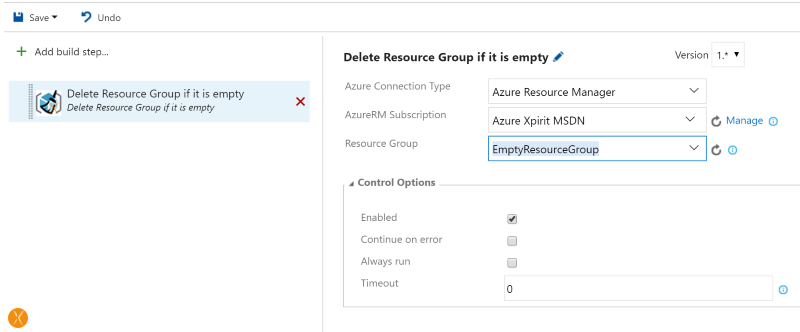 Save Undo
Add build step...
Delete Resource Group if it is empty
Delete Resource Group if it is empty
Delete Resource Group if it is empty Version 1.*
Azure Connection Type Azure Resource Manager
AzureRM Subscription Azure Xpirit MSDN Manage
Resource Group EmptyResourceGroup
Control Options
Enabled
Continue on error
Always run
Timeout 0
X